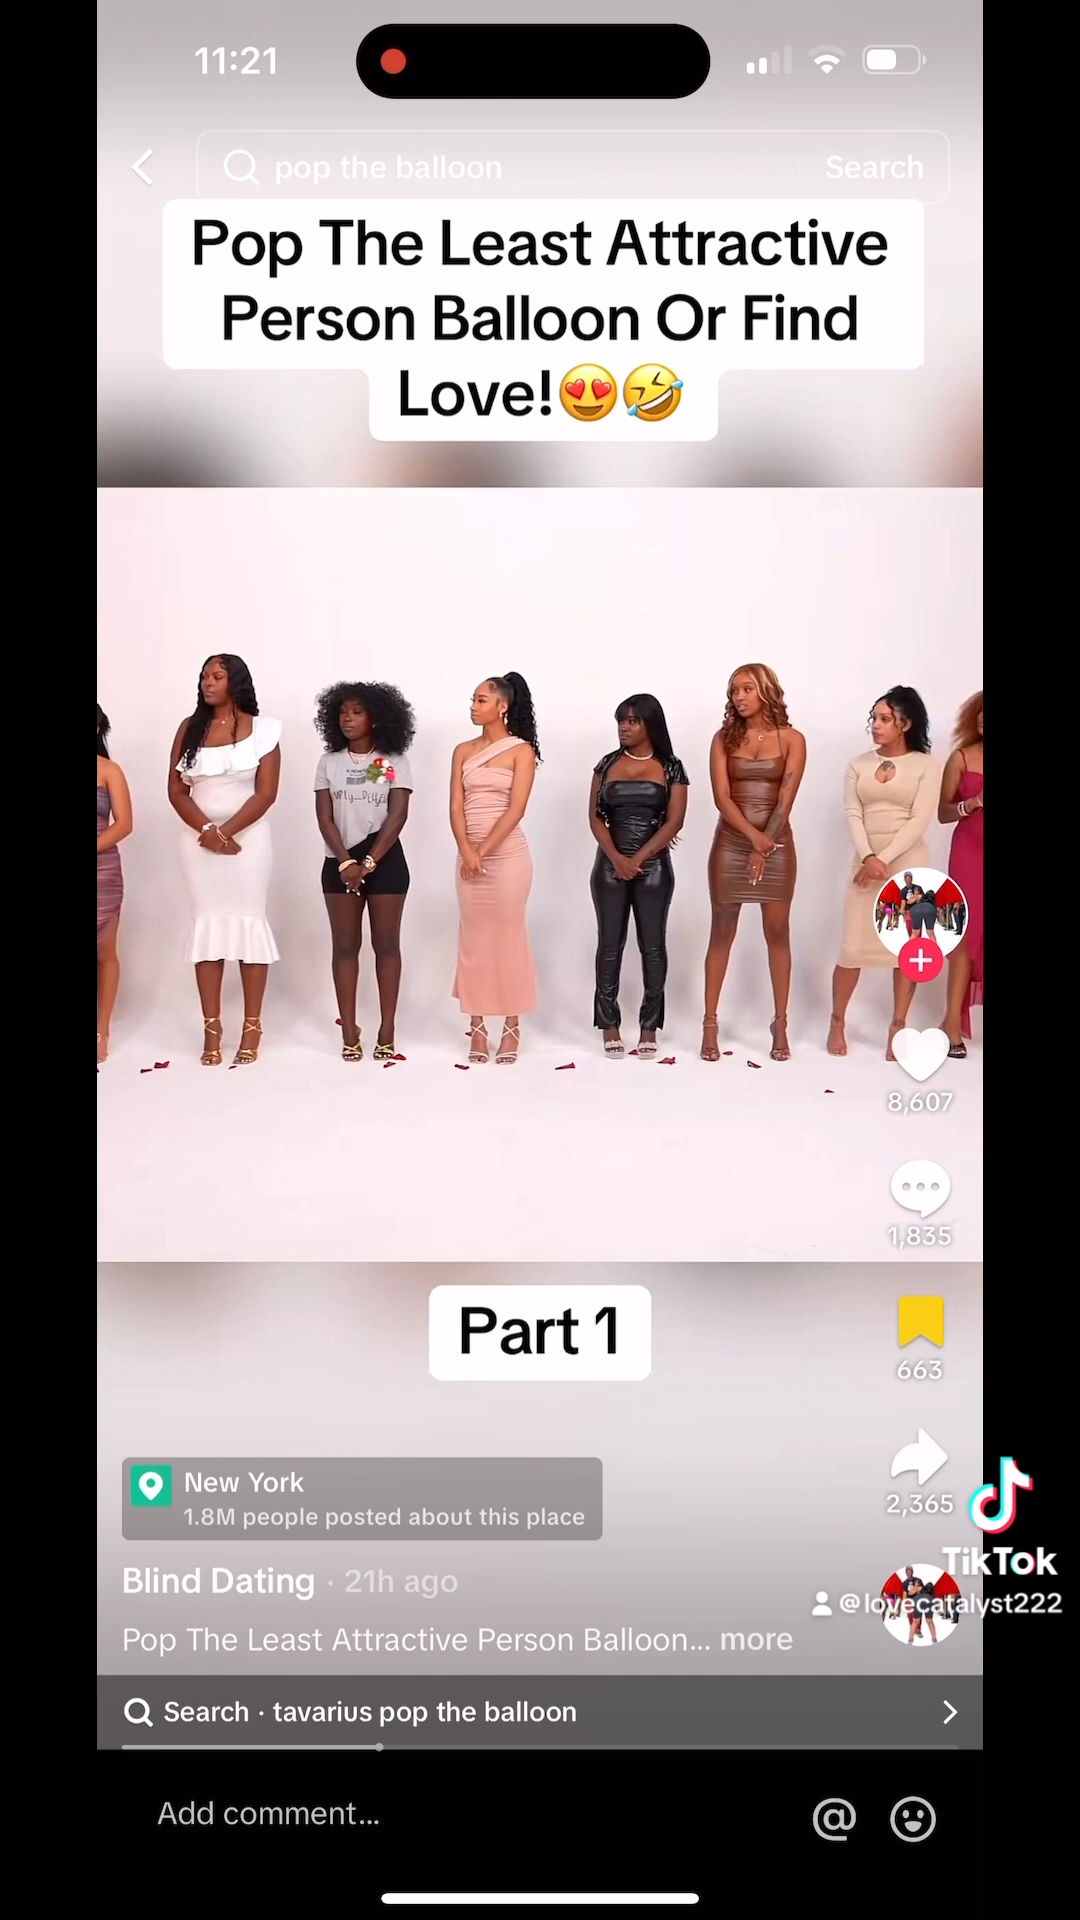 11:21
pop the balloon
Search
Pop The Least Attractive
Person Balloon Or Find
Love!😍🤣
8,607
1,835
Part 1
663
New York
1.8M people posted about this place
2,365
Blind Dating · 21h ago
TikTok
@lovecatalyst222
Pop The Least Attractive Person Balloon... more
Search · tavarius pop the balloon
Add comment...